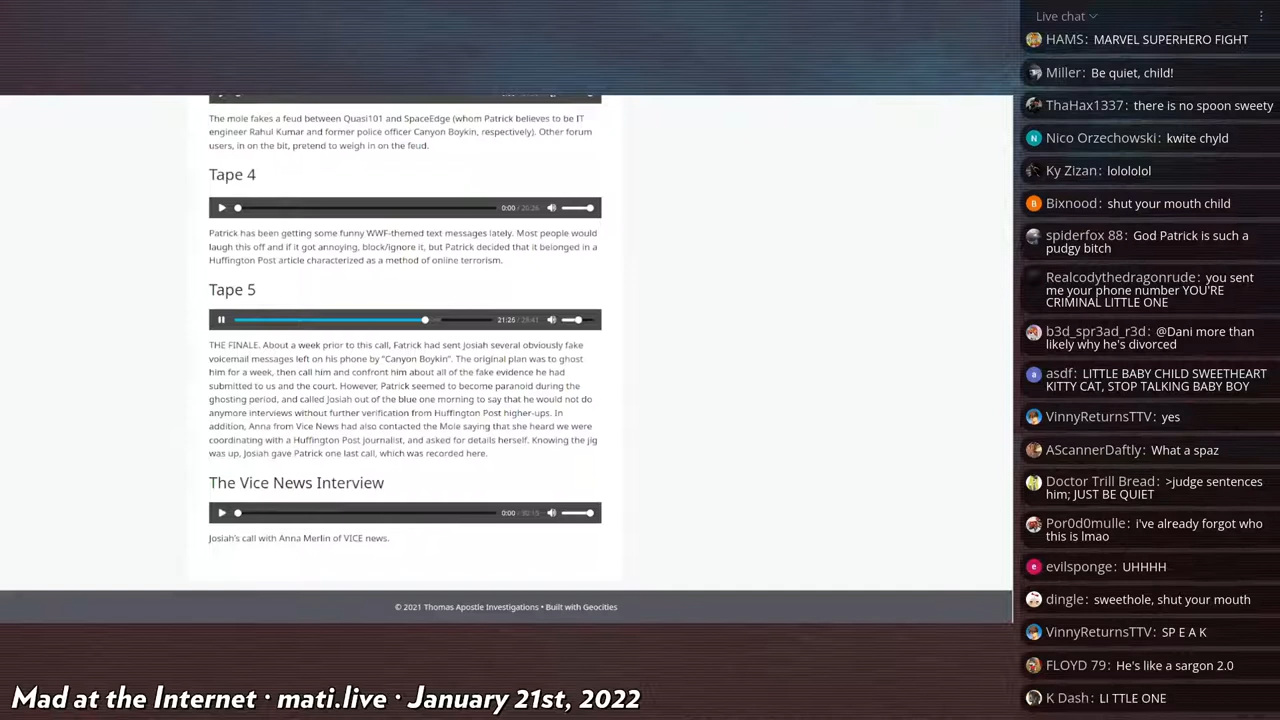 The mole fakes a feud between Quasi101 and SpaceEdge (whom Patrick believes to be IT
engineer Rahul Kumar and former police officer Canyon Boykin, respectively). Other forum
users, in on the bit, pretend to weigh in on the feud.
Tape 4
0:00 / 20:26
Patrick has been getting some funny WWF-themed text messages lately. Most people would
laugh this off and if it got annoying, block/ignore it, but Patrick decided that it belonged in a
Huffington Post article characterized as a method of online terrorism.
Tape 5
21:25 / 28:41
THE FINALE. About a week prior to this call, Fatrick had sent Josiah several obviously fake
voicemail messages left on his phone by "Canyon Boykin". The original plan was to ghost
him for a week, then call him and confront him about all of the fake evidence he had
submitted to us and the court. However, Patrick seemed to become paranoid during the
ghosting period, and called Josiah out of the blue one morning to say that he would not do
anymore interviews without further verification from Huffington Post higher-ups. In
addition, Anna from Vice News had also contacted the Mole saying that she heard we were
coordinating with a Huffington Post journalist, and asked for details herself. Knowing the jig
was up, Josiah gave Patrick one last call, which was recorded here.
The Vice News Interview
0:00
Josiah's call with Anna Merlin of VICE news.
© 2021 Thomas Apostle Investigations • Built with Geocities
Mad at the Internet · mati.live · January 21st, 2022
Live chat
HAMS: MARVEL SUPERHERO FIGHT
Miller: Be quiet, child!
ThaHax1337: there is no spoon sweety
Nico Orzechowski: kwite chyld
Ky Zizan: lolololol
Bixnood: shut your mouth child
spiderfox 88: God Patrick is such a
pudgy bitch
Realcodythedragonrude: you sent
me your phone number YOU'RE
CRIMINAL LITTLE ONE
b3d_spr3ad_r3d: @Dani more than
likely why he's divorced
asdf: LITTLE BABY CHILD SWEETHEART
KITTY CAT, STOP TALKING BABY BOY
VinnyReturnsTTV: yes
AScannerDaftly: What a spaz
Doctor Trill Bread: >judge sentences
him; JUST BE QUIET
Por0d0mulle: i've already forgot who
this is lmao
evilsponge: UHHHH
dingle: sweethole, shut your mouth
VinnyReturnsTTV: SP E A K
FLOYD 79: He's like a sargon 2.0
K Dash: LI TTLE ONE